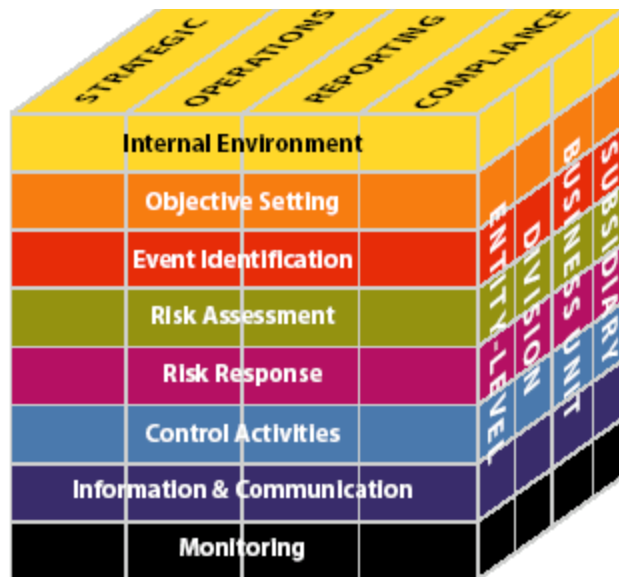 STRATEGIC
OPERATIONS
REPORTING
COMPLIANCE
Internal Environment
Objective Setting
Event Identification
Risk Assessment
Risk Response
Control Activities
Information & Communication
Monitoring
ENTITY-LEVEL
DIVISION
BUSINESS UNIT
SUBSIDIARY